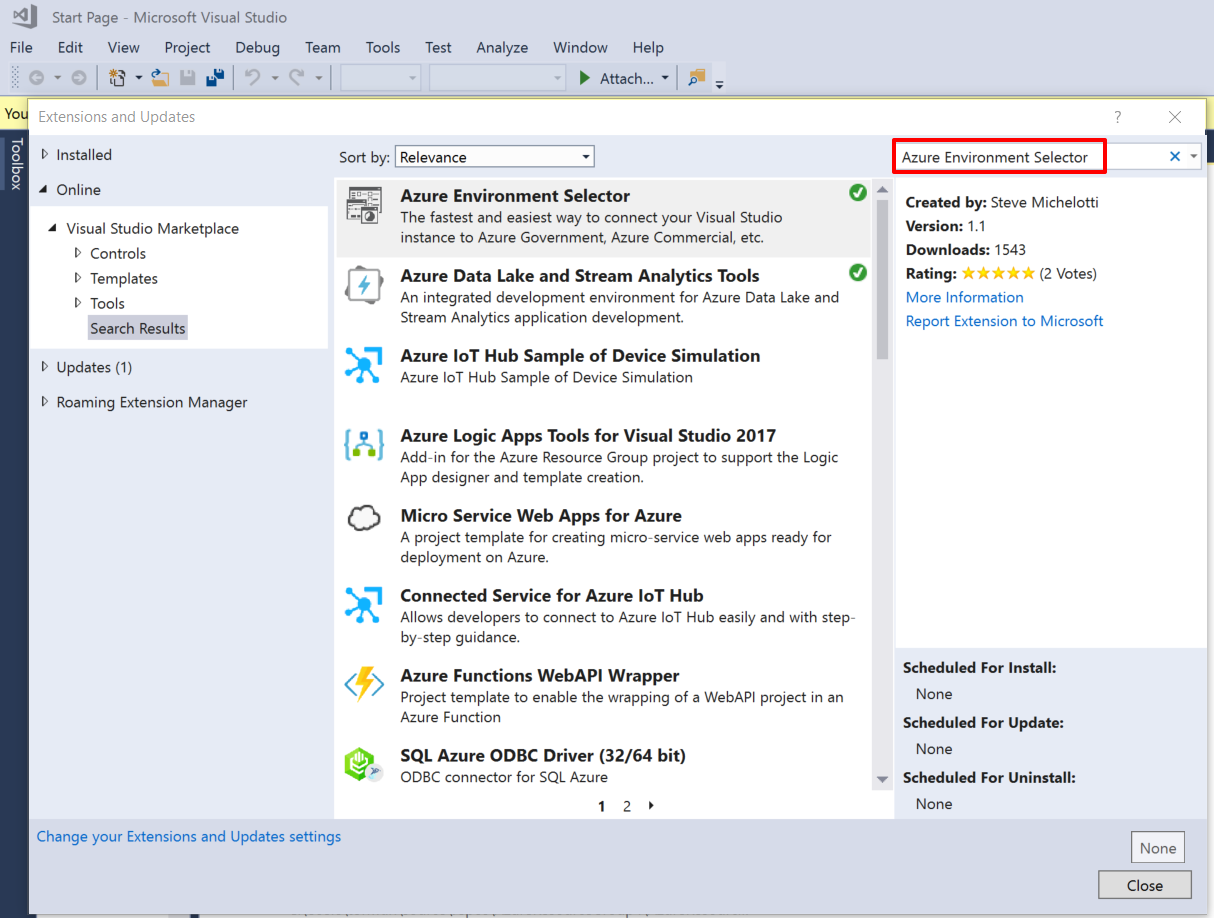 Start Page - Microsoft Visual Studio
File Edit View Project Debug Team Tools Test Analyze Window Help
Attach...
You
Toolbox
Extensions and Updates
?
Installed
Online
Visual Studio Marketplace
Controls
Templates
Tools
Search Results
Updates (1)
Roaming Extension Manager
Sort by: Relevance
Azure Environment Selector
The fastest and easiest way to connect your Visual Studio
instance to Azure Government, Azure Commercial, etc.
Azure Data Lake and Stream Analytics Tools
An integrated development environment for Azure Data Lake and
Stream Analytics application development.
Azure IoT Hub Sample of Device Simulation
Azure IoT Hub Sample of Device Simulation
Azure Logic Apps Tools for Visual Studio 2017
Add-in for the Azure Resource Group project to support the Logic
App designer and template creation.
Micro Service Web Apps for Azure
A project template for creating micro-service web apps ready for
deployment on Azure.
Connected Service for Azure IoT Hub
Allows developers to connect to Azure IoT Hub easily and with step-
by-step guidance.
Azure Functions WebAPI Wrapper
Project template to enable the wrapping of a WebAPI project in an
Azure Function
SQL Azure ODBC Driver (32/64 bit)
ODBC connector for SQL Azure
1 2
Azure Environment Selector
Created by: Steve Michelotti
Version: 1.1
Downloads: 1543
Rating: (2 Votes)
More Information
Report Extension to Microsoft
Scheduled For Install:
None
Scheduled For Update:
None
Scheduled For Uninstall:
None
Change your Extensions and Updates settings
None
Close